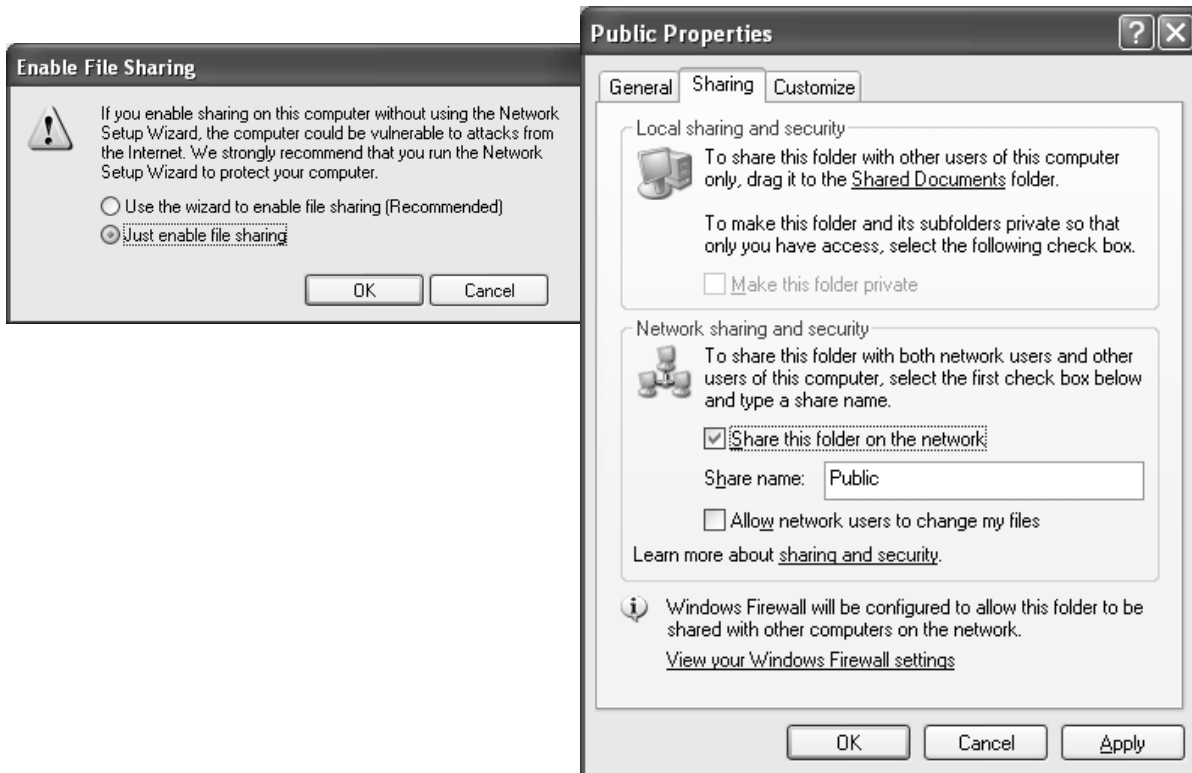 Enable File Sharing
If you enable sharing on this computer without using the Network
Setup Wizard, the computer could be vulnerable to attacks from
the Internet. We strongly recommend that you run the Network
Setup Wizard to protect your computer.
Use the wizard to enable file sharing (Recommended)
Just enable file sharing
OK
Cancel
Public Properties
General
Sharing
Customize
Local sharing and security
To share this folder with other users of this computer
only, drag it to the Shared Documents folder.
To make this folder and its subfolders private so that
only you have access, select the following check box.
Make this folder private
Network sharing and security
To share this folder with both network users and other
users of this computer, select the first check box below
and type a share name.
Share this folder on the network
Share name: Public
Allow network users to change my files
Learn more about sharing and security.
Windows Firewall will be configured to allow this folder to be
shared with other computers on the network.
View your Windows Firewall settings
OK
Cancel
Apply